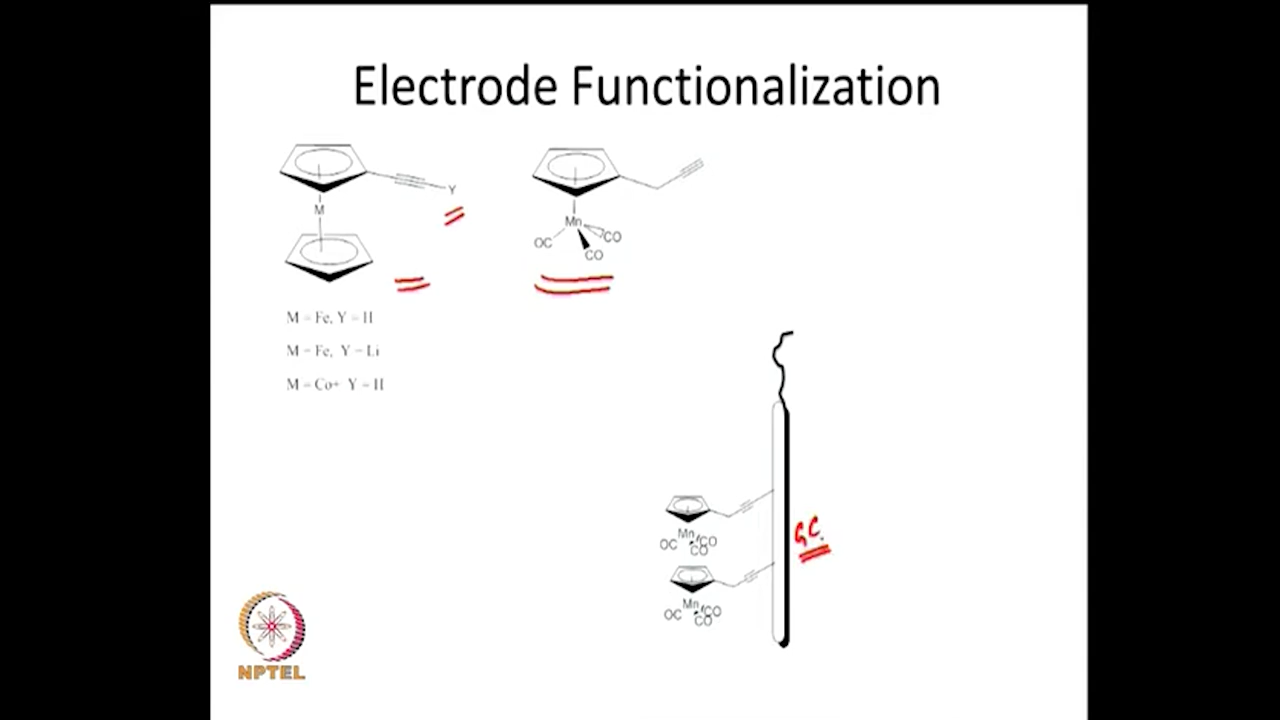 Electrode Functionalization
Y
M
Mn
OC
CO
CO
M = Fe, Y = H
M = Fe, Y = Li
M = Co+ Y = H
Mn
OC
CO
CO
GC.
Mn
OC
CO
CO
NPTEL